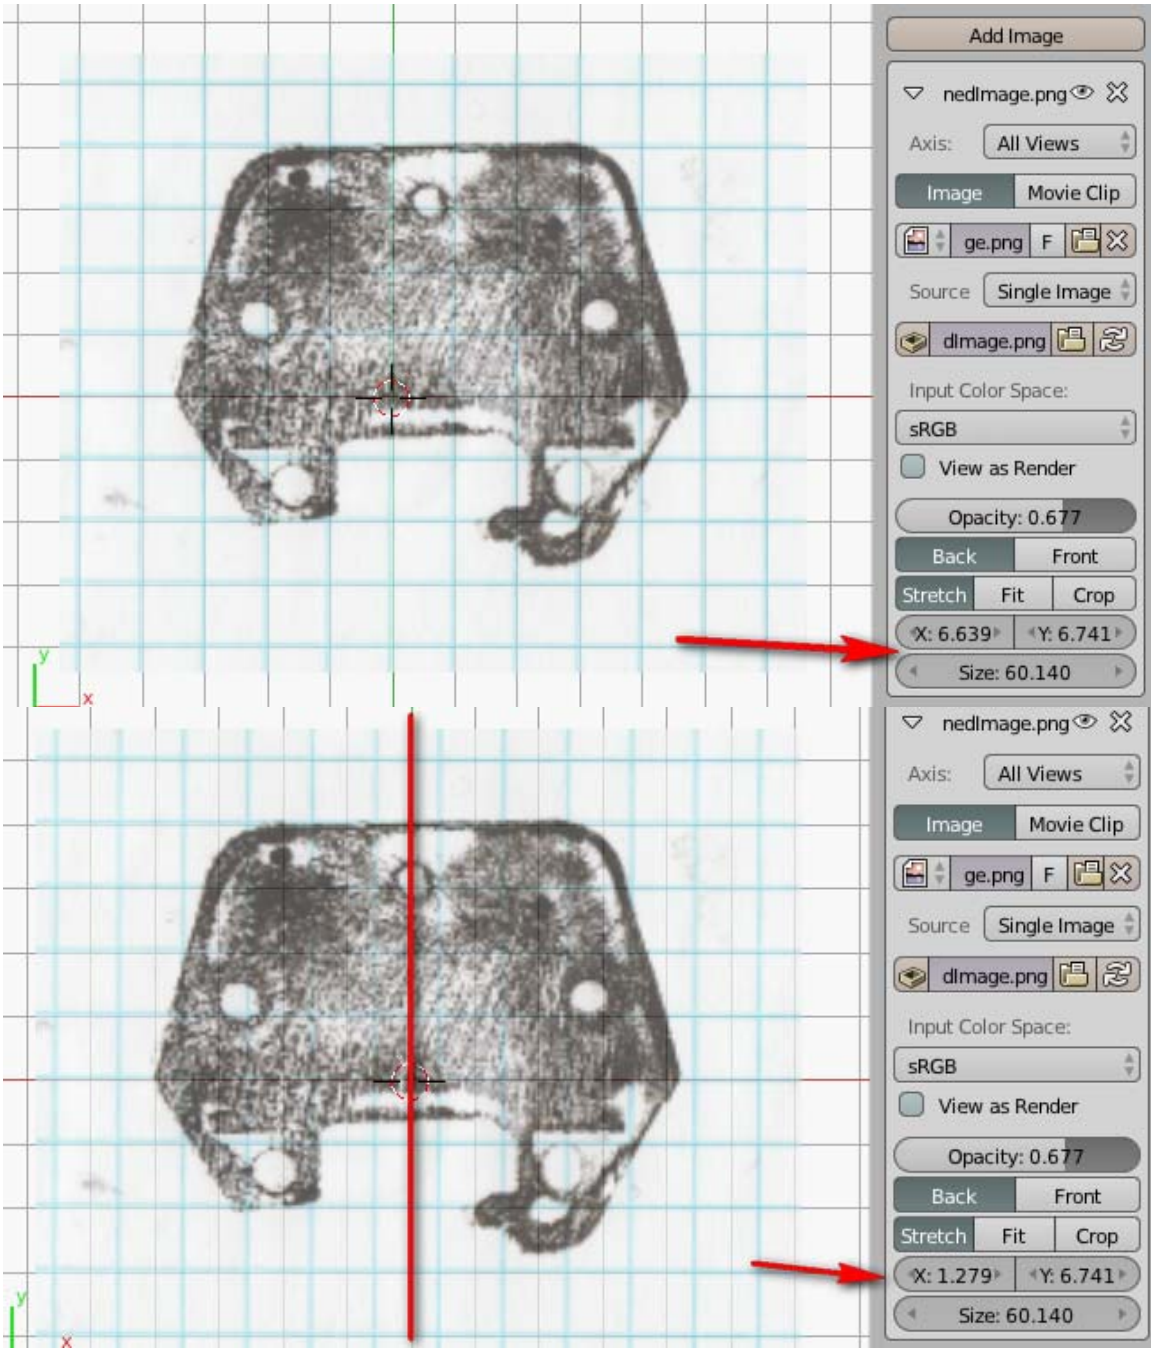 Add Image
nedImage.png
Axis: All Views
Image Movie Clip
ge.png F
Source Single Image
dImage.png
Input Color Space:
sRGB
View as Render
Opacity: 0.677
Back Front
Stretch Fit Crop
X: 6.639 Y: 6.741
Size: 60.140
y
x
nedImage.png
Axis: All Views
Image Movie Clip
ge.png F
Source Single Image
dImage.png
Input Color Space:
sRGB
View as Render
Opacity: 0.677
Back Front
Stretch Fit Crop
X: 1.279 Y: 6.741
Size: 60.140
y
x